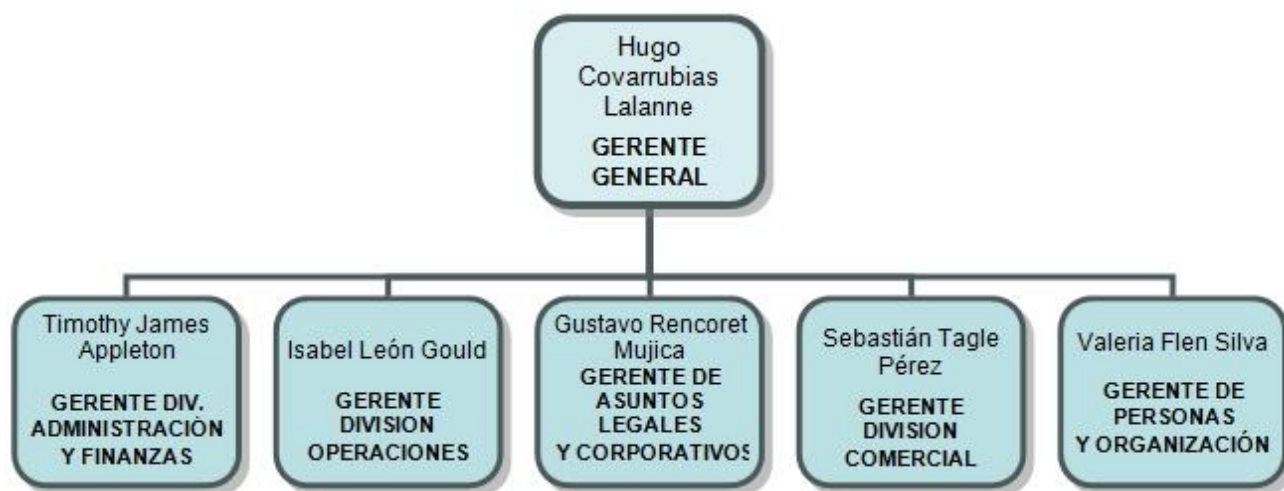 Hugo
Covarrubias
Lalanne
GERENTE
GENERAL
Timothy James
Appleton
GERENTE DIV.
ADMINISTRACIÓN
Y FINANZAS
Isabel León Gould
GERENTE
DIVISION
OPERACIONES
Gustavo Rencoret
Mujica
GERENTE DE
ASUNTOS
LEGALES
Y CORPORATIVOS
Sebastián Tagle
Pérez
GERENTE
DIVISION
COMERCIAL
Valeria Flen Silva
GERENTE DE
PERSONAS
Y ORGANIZACIÓN